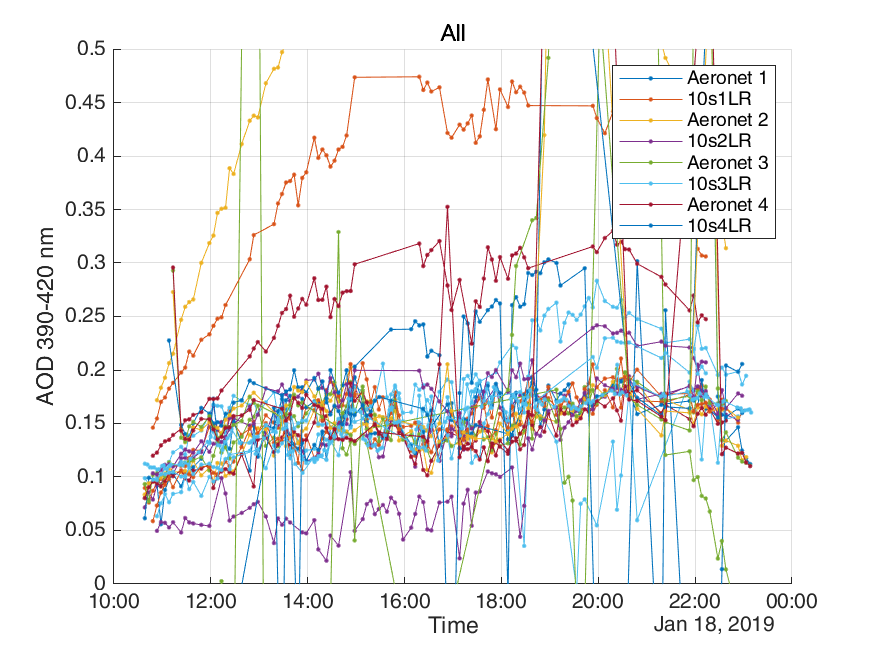 All
0.5
0.45
0.4
0.35
0.3
0.25
0.2
0.15
0.1
0.05
0
AOD 390-420 nm
Aeronet 1
10s1LR
Aeronet 2
10s2LR
Aeronet 3
10s3LR
Aeronet 4
10s4LR
10:00 12:00 14:00 16:00 18:00 20:00 22:00 00:00
Time
Jan 18, 2019